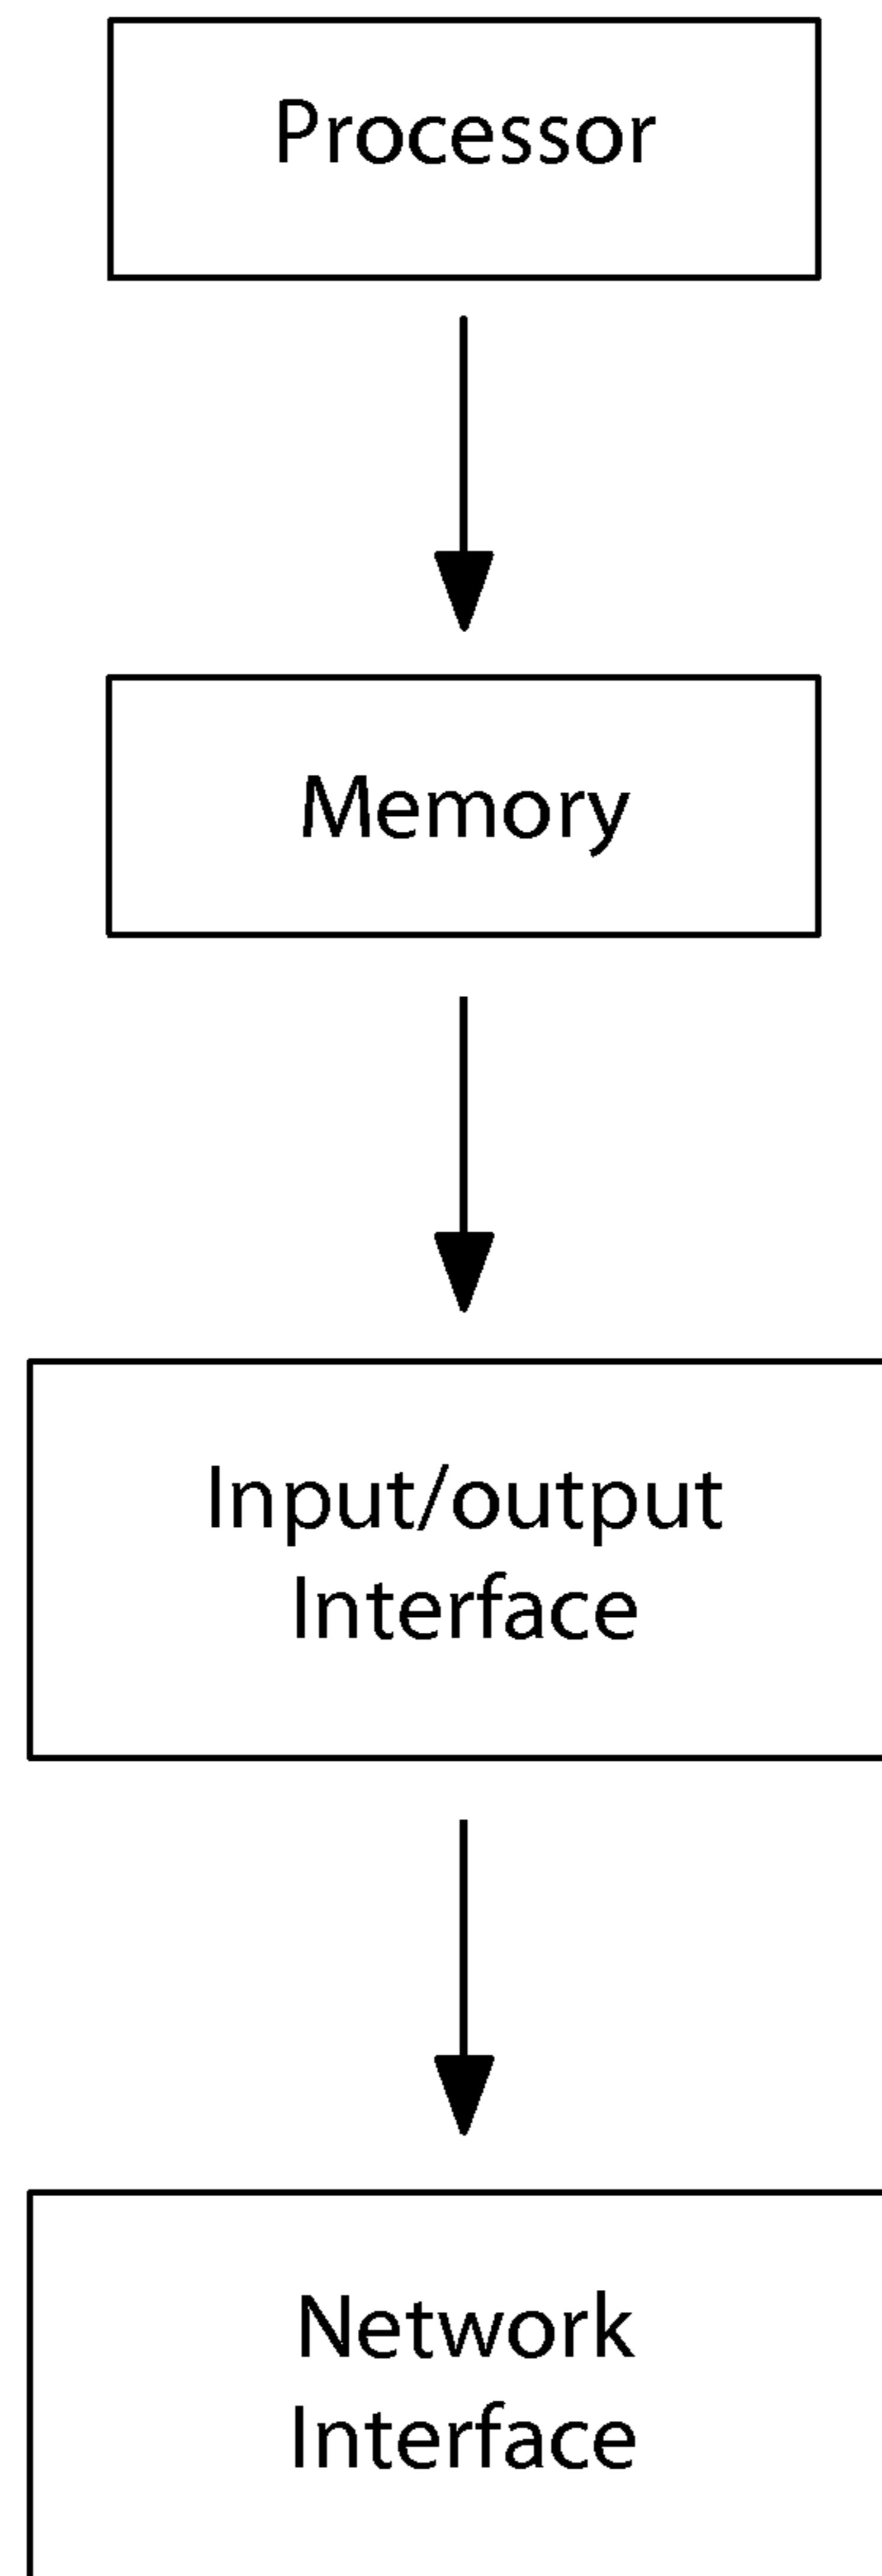 Processor
Memory
Input/output
Interface
Network
Interface